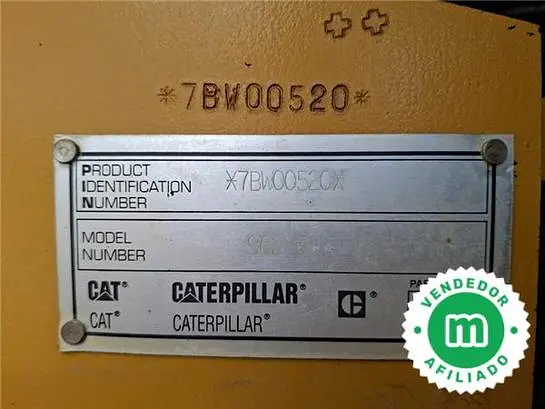 *7BW00520*
PRODUCT
IDENTIFICATION
NUMBER
*7BW00520*
MODEL
NUMBER
CAT® CATERPILLAR®
CAT® CATERPILLAR®
VENDEDOR
m
AFILIADO